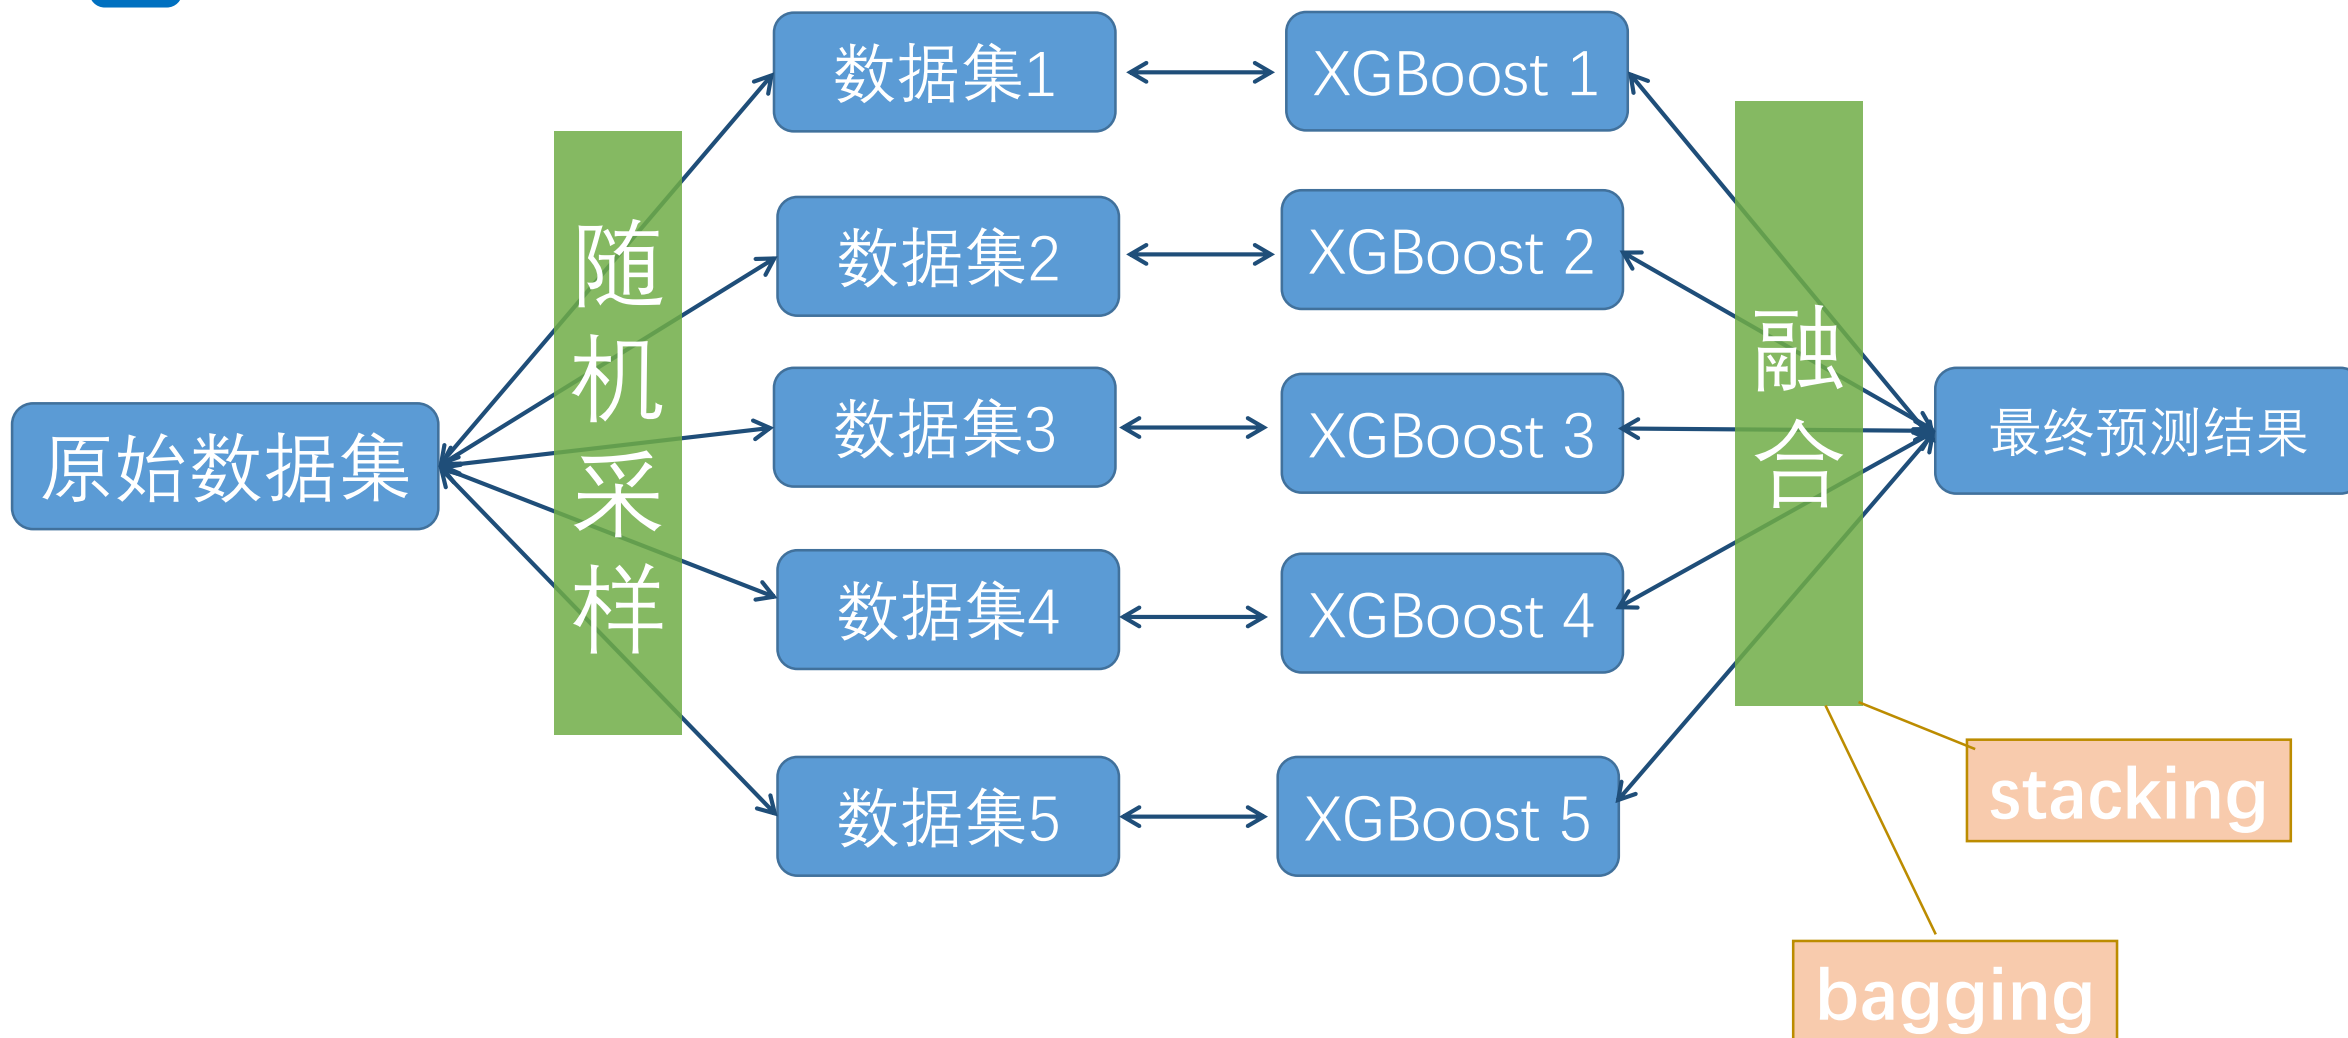 原始数据集
随机采样
数据集1
XGBoost 1
数据集2
XGBoost 2
数据集3
XGBoost 3
数据集4
XGBoost 4
数据集5
XGBoost 5
融合
最终预测结果
stacking
bagging